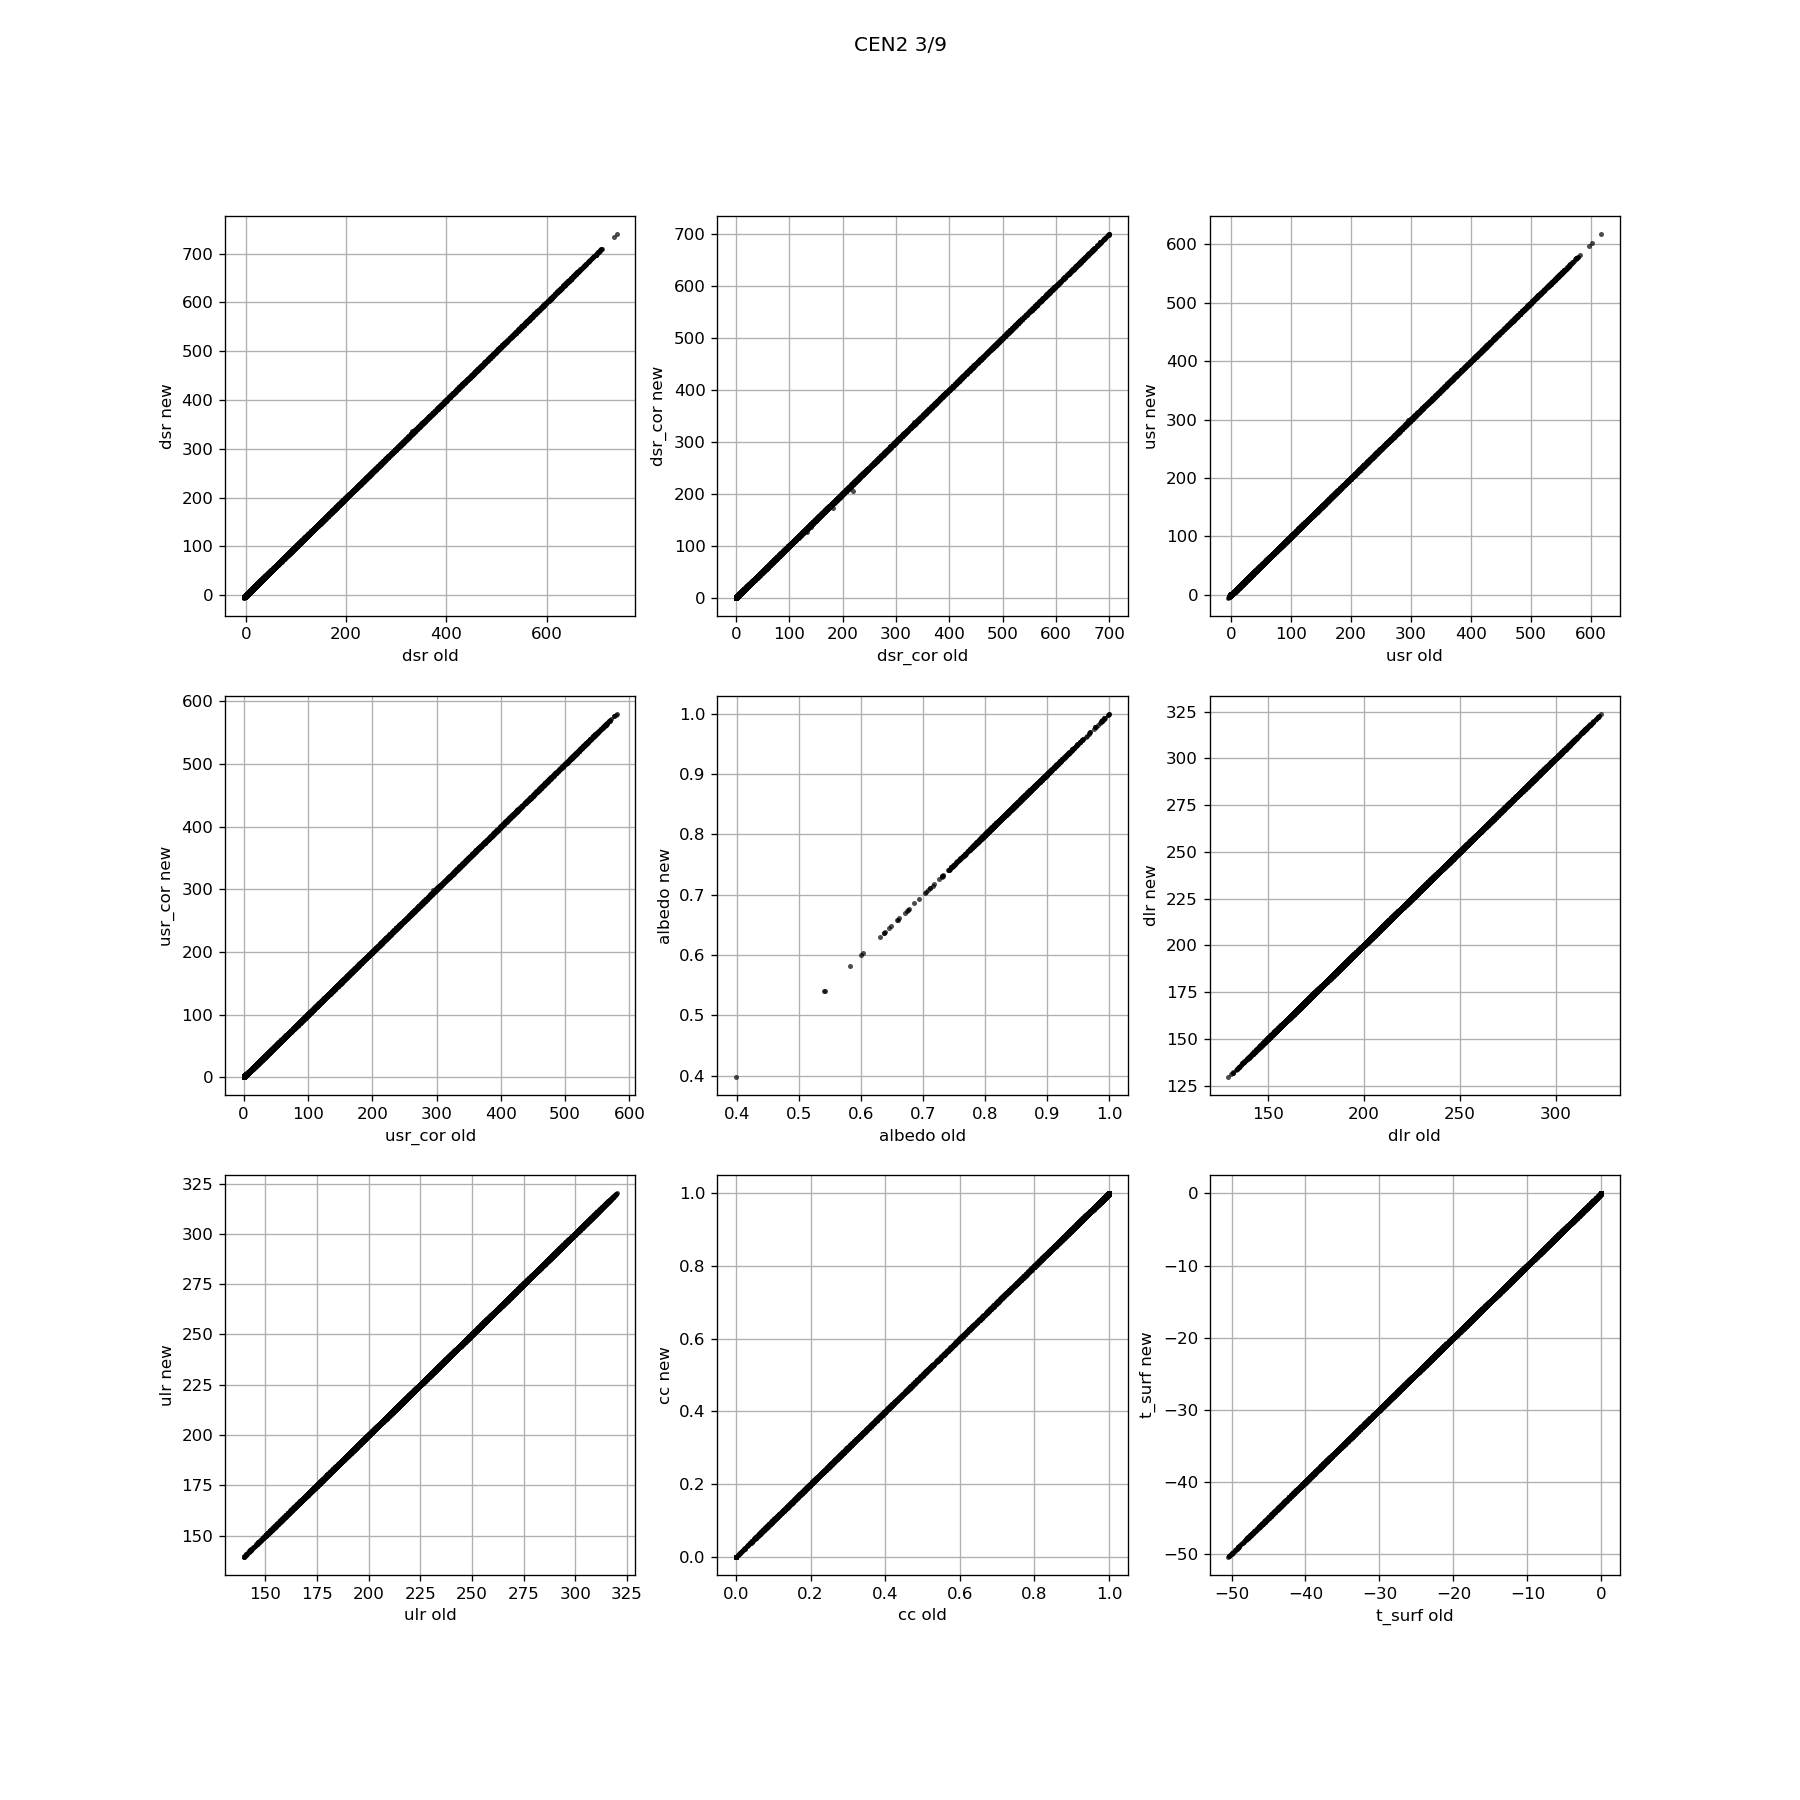 CEN2 3/9
700
600
500
400
300
200
100
0
dsr new
0 200 400 600
dsr old
700
600
500
400
300
200
100
0
dsr_cor new
0 100 200 300 400 500 600 700
dsr_cor old
600
500
400
300
200
100
0
usr new
0 100 200 300 400 500 600
usr old
600
500
400
300
200
100
0
usr_cor new
0 100 200 300 400 500 600
usr_cor old
1.0
0.9
0.8
0.7
0.6
0.5
0.4
albedo new
0.4 0.5 0.6 0.7 0.8 0.9 1.0
albedo old
325
300
275
250
225
200
175
150
125
dlr new
150 200 250 300
dlr old
325
300
275
250
225
200
175
150
ulr new
150 175 200 225 250 275 300 325
ulr old
1.0
0.8
0.6
0.4
0.2
0.0
cc new
0.0 0.2 0.4 0.6 0.8 1.0
cc old
0
−10
−20
−30
−40
−50
t_surf new
−50 −40 −30 −20 −10 0
t_surf old